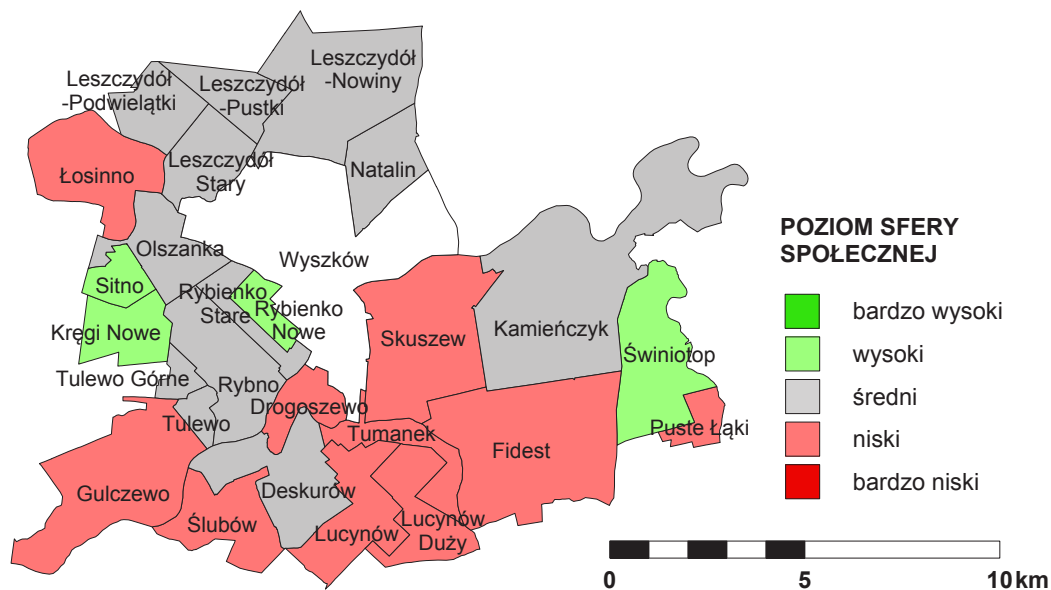 Leszczydół
-Nowiny
Leszczydół
-Podwielątki
Leszczydół
-Pustki
Leszczydół
Stary
Natalin
Łosinno
Olszanka
Wyszków
Sitno
Rybienko
Stare
Rybienko
Nowe
Kręgi Nowe
Skuszew
Kamieńczyk
Świniotop
Tulewo Górne
Rybno
Drogoszewo
Tulewo
Tumanek
Puste Łąki
Fidest
Gulczewo
Deskurów
Ślubów
Lucynów
Lucynów
Duży
POZIOM SFERY
SPOŁECZNEJ
bardzo wysoki
wysoki
średni
niski
bardzo niski
0 5 10 km